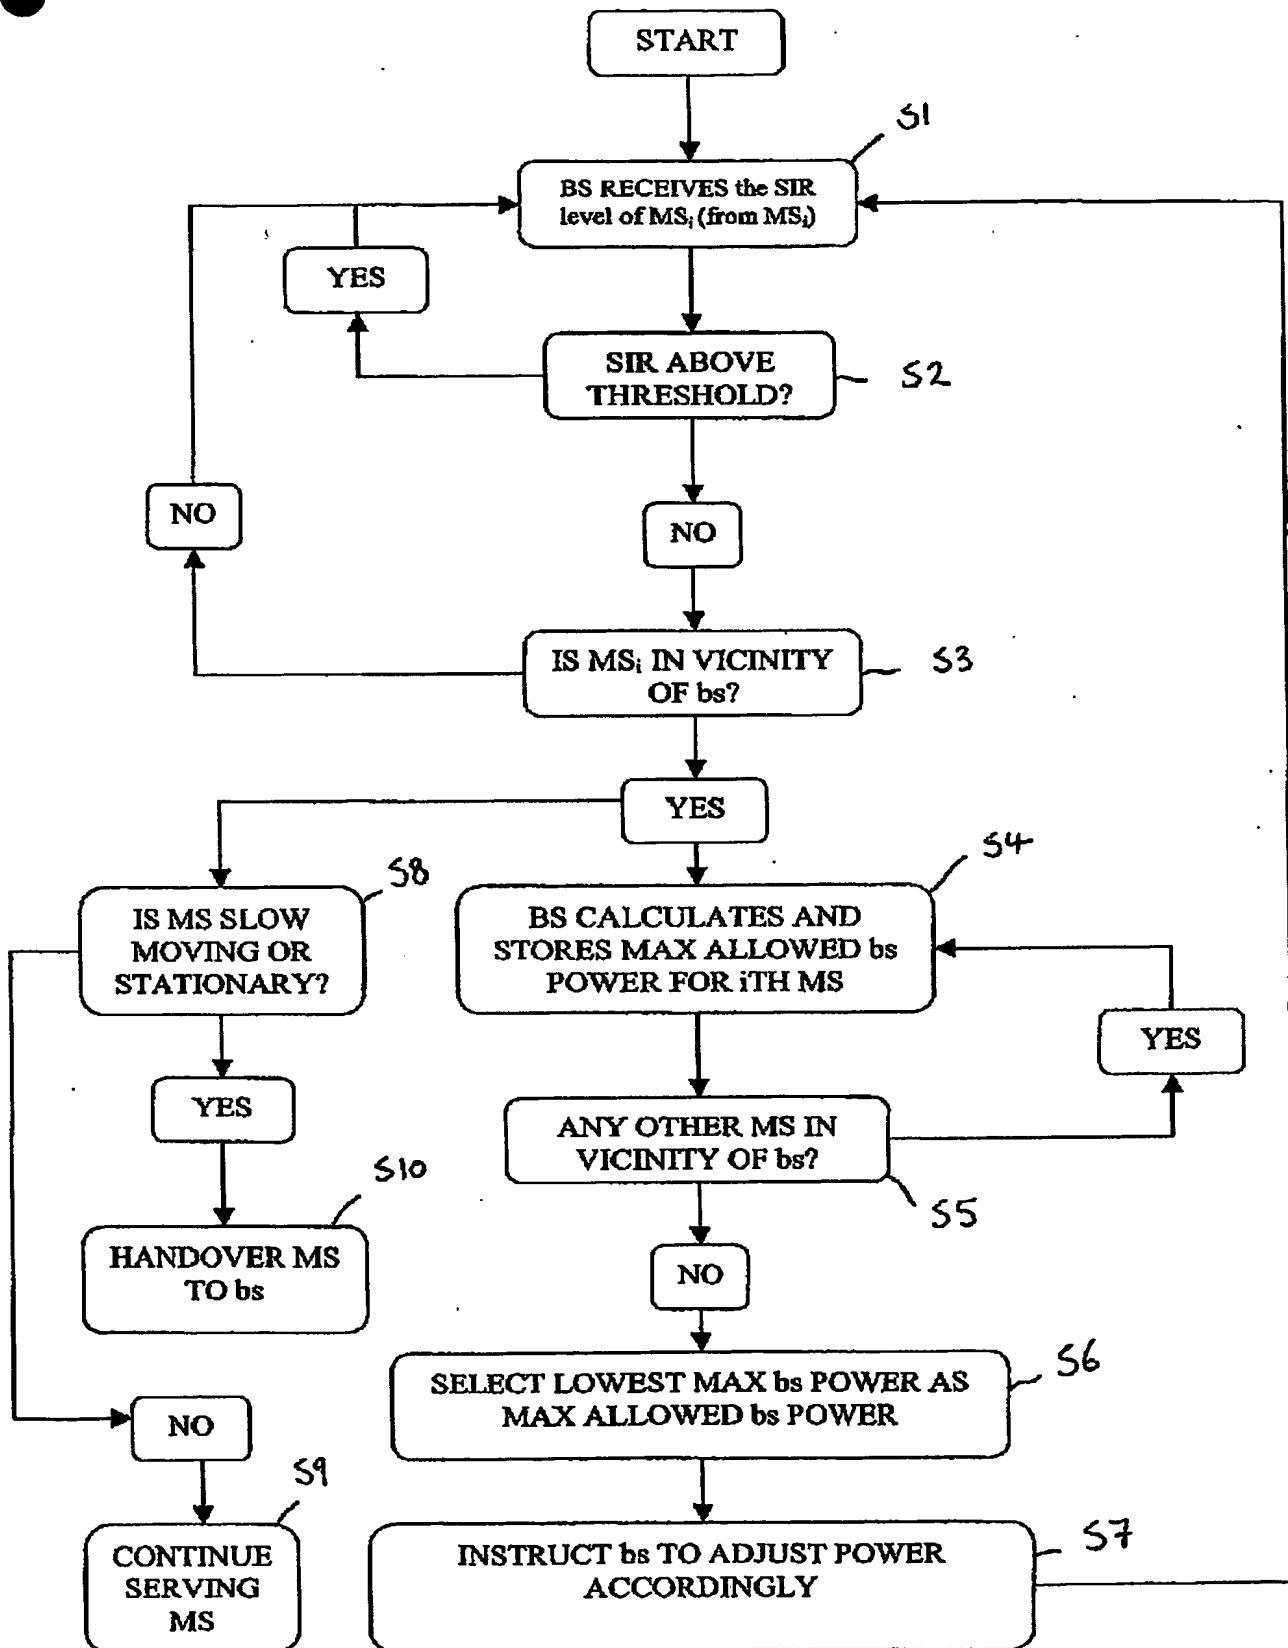 START
S1
BS RECEIVES the SIR
level of MSi (from MSi)
YES
SIR ABOVE
THRESHOLD?
S2
NO
NO
IS MSi IN VICINITY
OF bs?
S3
YES
S8
S4
IS MS SLOW
MOVING OR
STATIONARY?
BS CALCULATES AND
STORES MAX ALLOWED bs
POWER FOR iTH MS
YES
YES
ANY OTHER MS IN
VICINITY OF bs?
S5
S10
HANDOVER MS
TO bs
NO
S6
SELECT LOWEST MAX bs POWER AS
MAX ALLOWED bs POWER
NO
S9
CONTINUE
SERVING
MS
S7
INSTRUCT bs TO ADJUST POWER
ACCORDINGLY